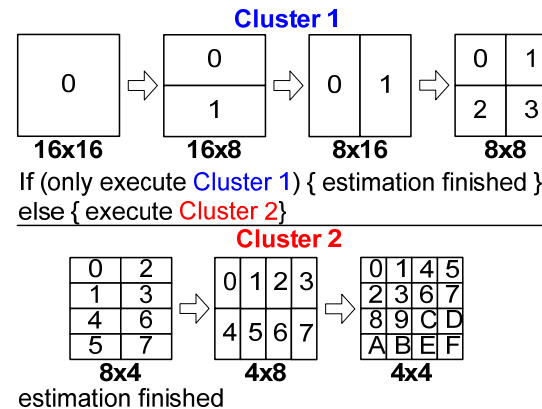 Cluster 1
0
0
1
0 1
0 1
2 3
16x16 16x8 8x16 8x8
If (only execute Cluster 1) { estimation finished }
else { execute Cluster 2}
Cluster 2
0 2
1 3
4 6
5 7
0 1 2 3
4 5 6 7
0 1 4 5
2 3 6 7
8 9 C D
A B E F
8x4 4x8 4x4
estimation finished